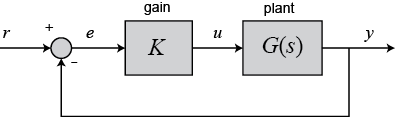 gain plant
r + e K u G(s) y
−